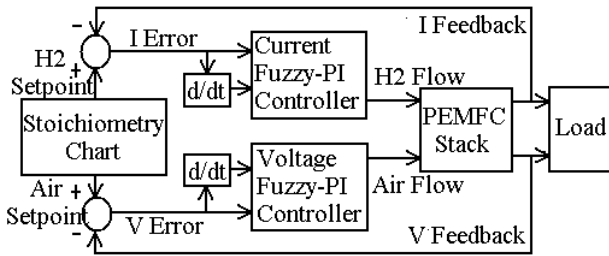 -
I Error
I Feedback
H2
+
Setpoint
Current
Fuzzy-PI
Controller
d/dt
H2 Flow
Stoichiometry
Chart
PEMFC
Stack
Load
Voltage
Fuzzy-PI
Controller
d/dt
Air Flow
Air
+
Setpoint
-
V Error
V Feedback